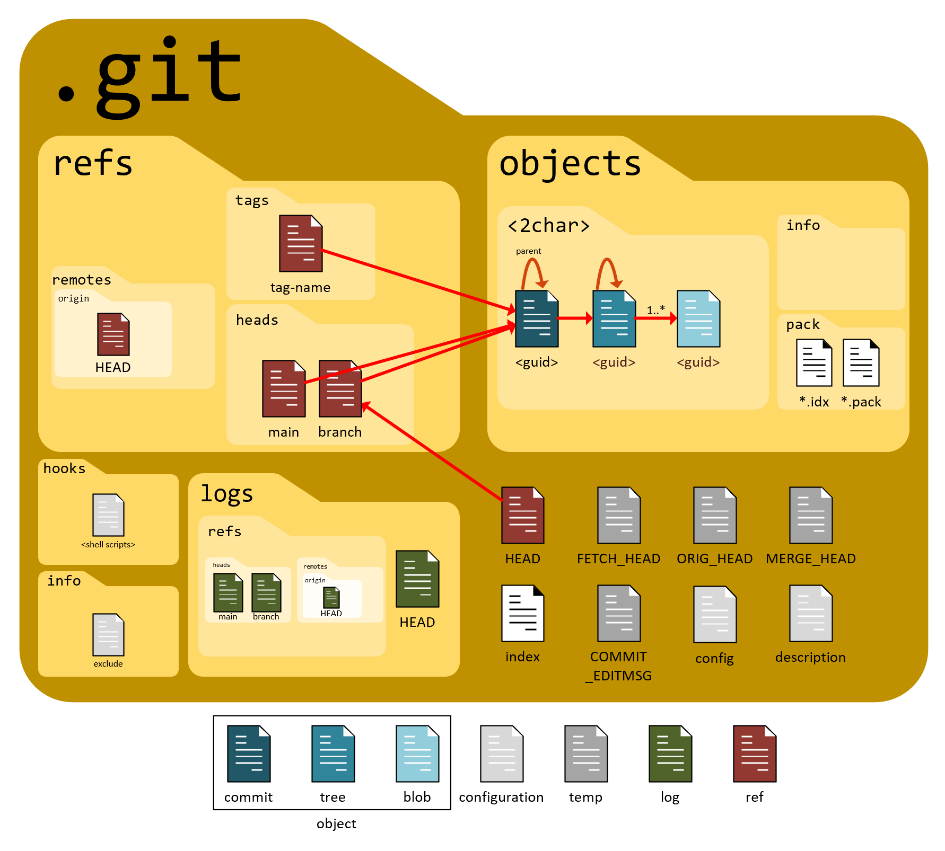 .git
refs
tags
tag-name
remotes
origin
HEAD
heads
main
branch
objects
<2char>
parent
1..*
<guid>
<guid>
<guid>
info
pack
*.idx
*.pack
hooks
<shell scripts>
info
exclude
logs
refs
heads
main
branch
remotes
origin
HEAD
HEAD
HEAD
FETCH_HEAD
ORIG_HEAD
MERGE_HEAD
index
COMMIT
_EDITMSG
config
description
commit
tree
blob
configuration
temp
log
ref
object